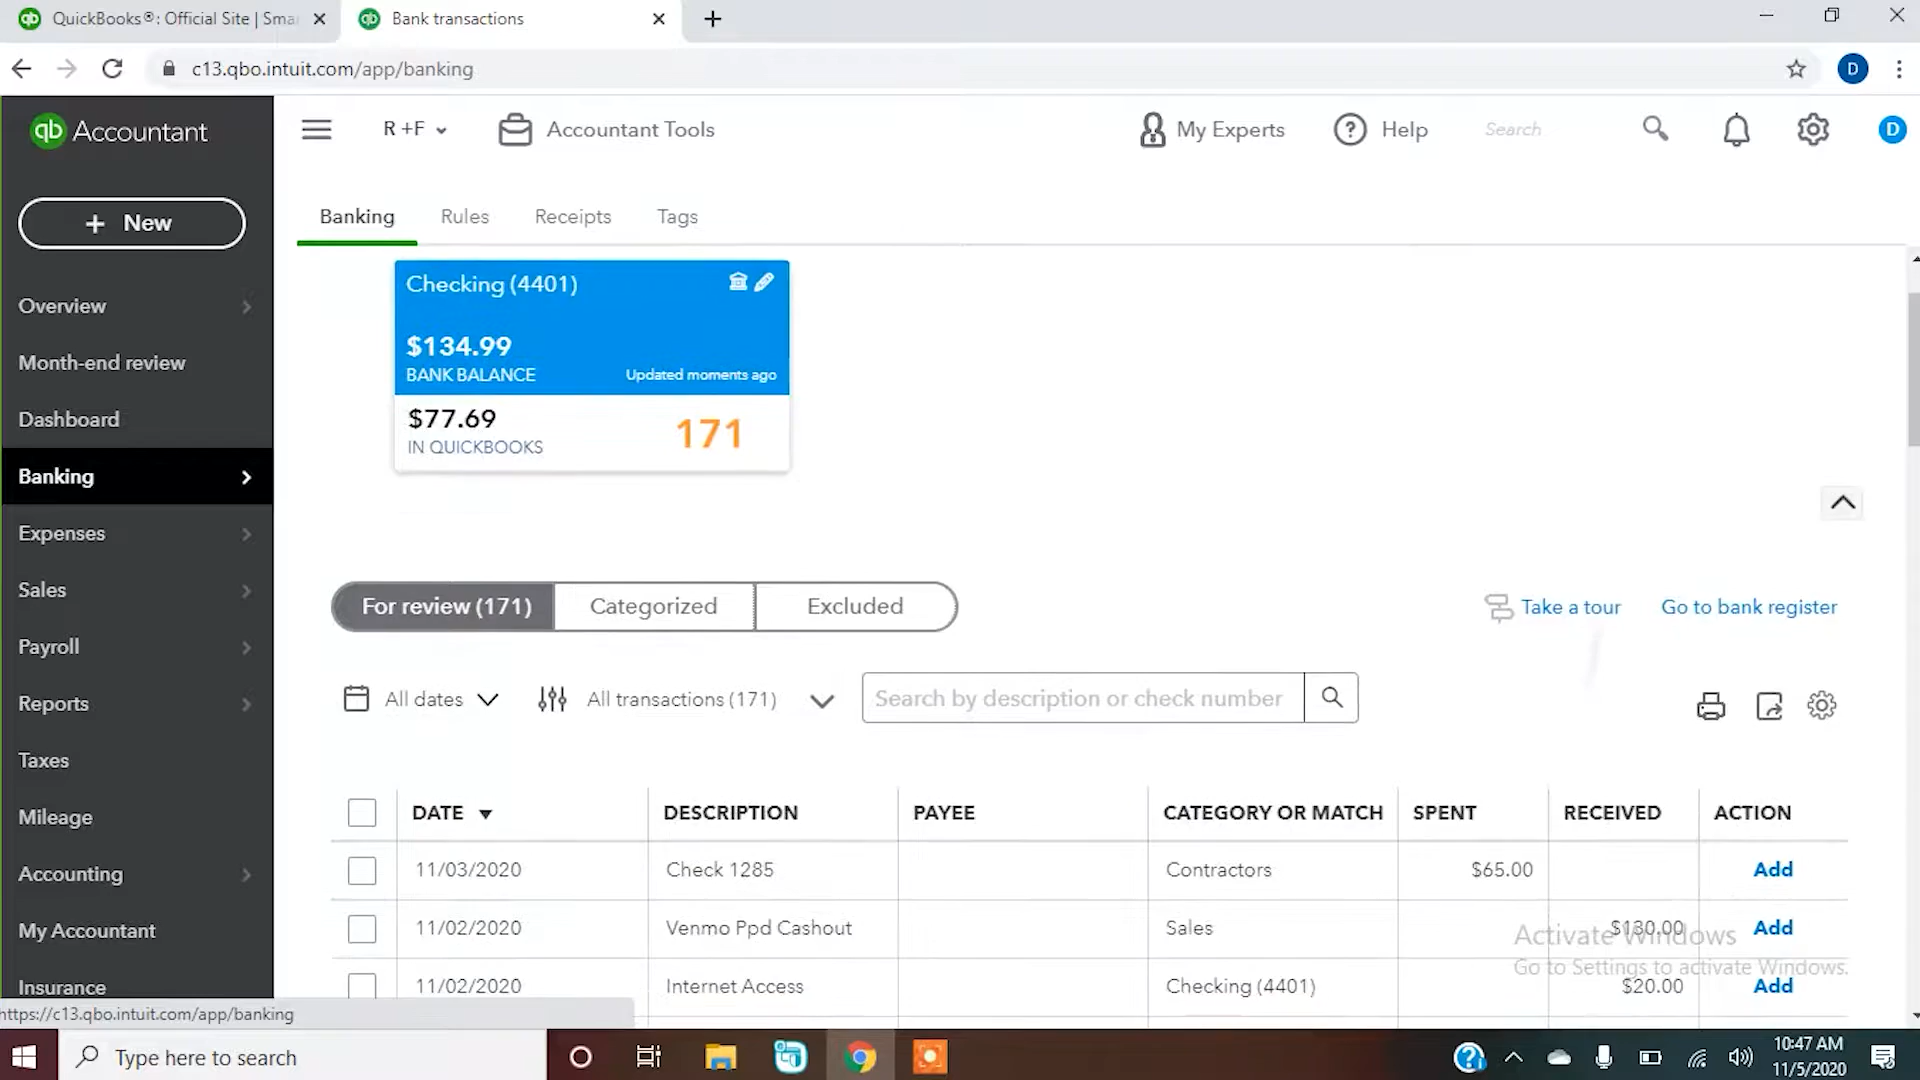 QuickBooks®: Official Site | Sma
Bank transactions
c13.qbo.intuit.com/app/banking
D
qb Accountant
R +F
Accountant Tools
My Experts
? Help
Search
D
+ New
Banking
Rules
Receipts
Tags
Overview
Month-end review
Dashboard
Banking
Expenses
Sales
Payroll
Reports
Taxes
Mileage
Accounting
My Accountant
Insurance
Checking (4401)
$134.99
BANK BALANCE
Updated moments ago
$77.69
IN QUICKBOOKS
171
For review (171)
Categorized
Excluded
Take a tour
Go to bank register
All dates
All transactions (171)
Search by description or check number
DATE DESCRIPTION PAYEE CATEGORY OR MATCH SPENT RECEIVED ACTION
11/03/2020 Check 1285 Contractors $65.00 Add
11/02/2020 Venmo Ppd Cashout Sales $130.00 Add
11/02/2020 Internet Access Checking (4401) $20.00 Add
Activate Windows
Go to Settings to activate Windows.
https://c13.qbo.intuit.com/app/banking
Type here to search
10:47 AM
11/5/2020